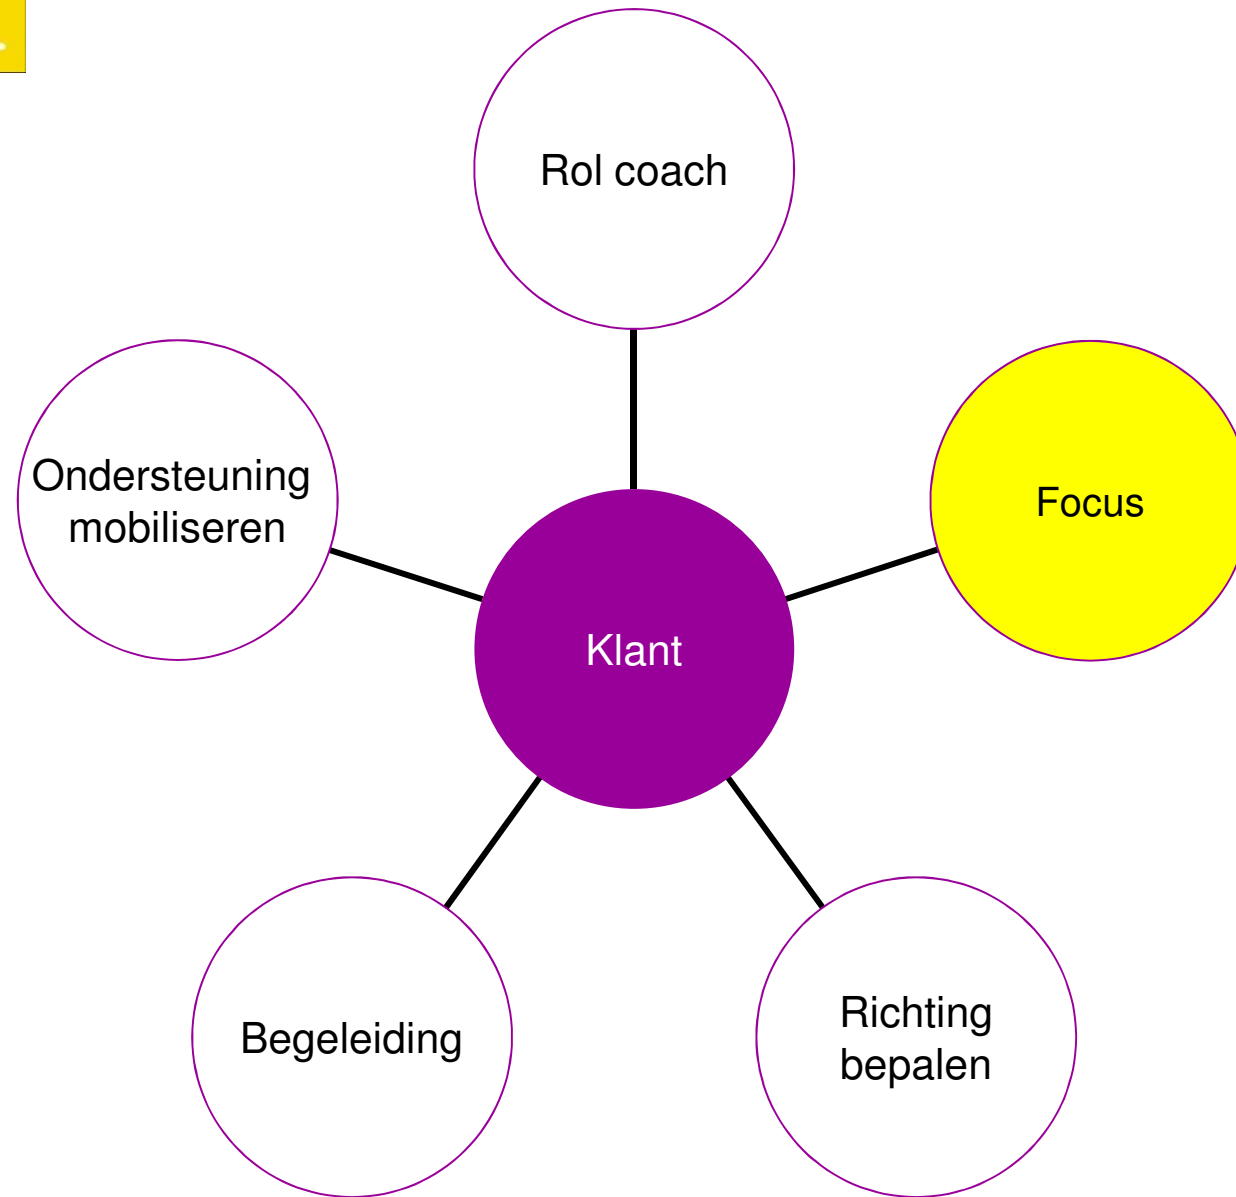 Rol coach
Ondersteuning
mobiliseren
Focus
Klant
Begeleiding
Richting
bepalen